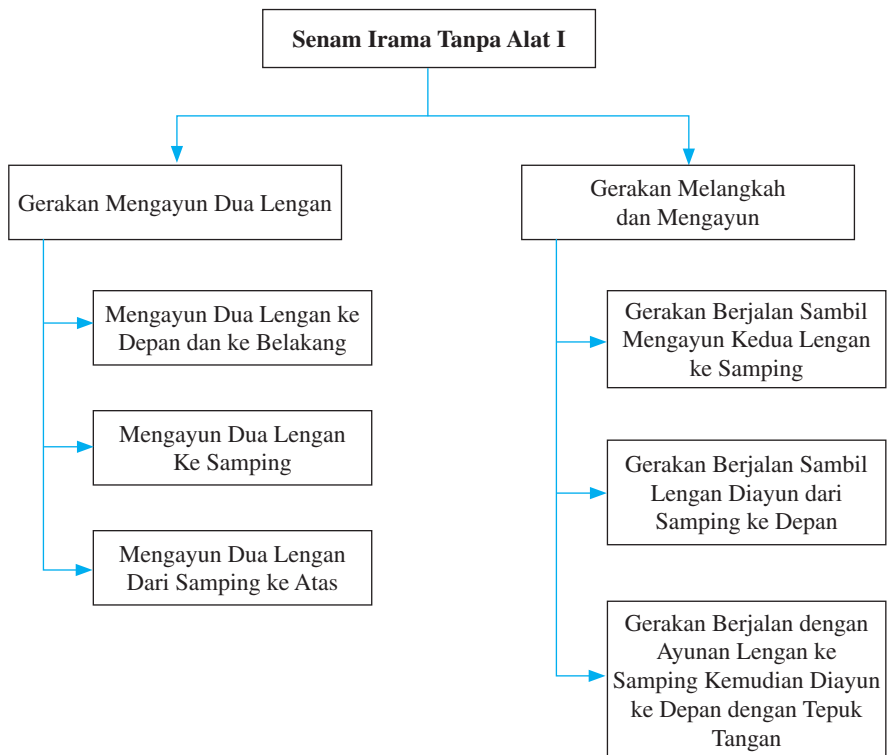 Senam Irama Tanpa Alat I
Gerakan Mengayun Dua Lengan
Mengayun Dua Lengan ke
Depan dan ke Belakang
Mengayun Dua Lengan
Ke Samping
Mengayun Dua Lengan
Dari Samping ke Atas
Gerakan Melangkah
dan Mengayun
Gerakan Berjalan Sambil
Mengayun Kedua Lengan
ke Samping
Gerakan Berjalan Sambil
Lengan Diayun dari
Samping ke Depan
Gerakan Berjalan dengan
Ayunan Lengan ke
Samping Kemudian Diayun
ke Depan dengan Tepuk
Tangan